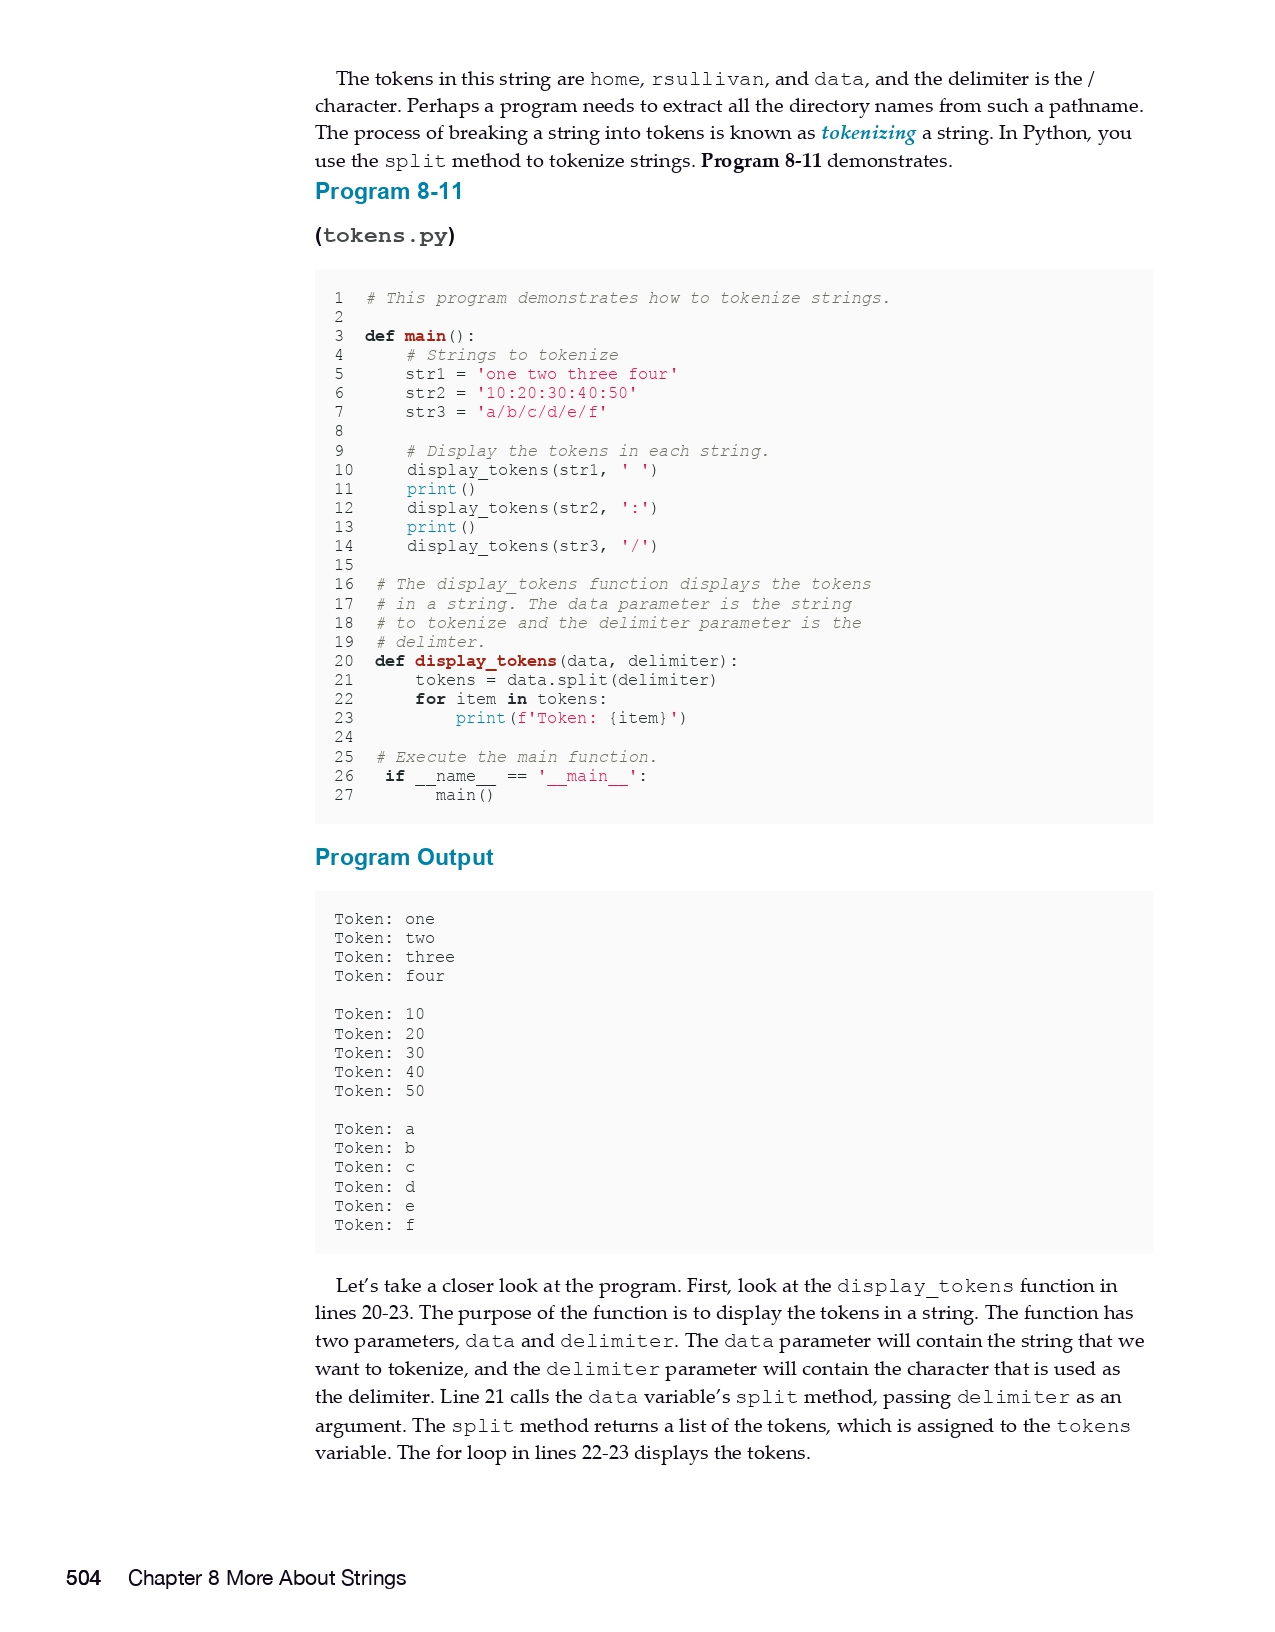 The tokens in this string are home, rsullivan, and data, and the delimiter is the /
character. Perhaps a program needs to extract all the directory names from such a pathname.
The process of breaking a string into tokens is known as tokenizing a string. In Python, you
use the split method to tokenize strings. Program 8-11 demonstrates.
Program 8-11
(tokens.py)
1  # This program demonstrates how to tokenize strings.
2
3  def main():
4      # Strings to tokenize
5      str1 = 'one two three four'
6      str2 = '10:20:30:40:50'
7      str3 = 'a/b/c/d/e/f'
8
9      # Display the tokens in each string.
10     display_tokens(str1, ' ')
11     print()
12     display_tokens(str2, ':')
13     print()
14     display_tokens(str3, '/')
15
16  # The display_tokens function displays the tokens
17  # in a string. The data parameter is the string
18  # to tokenize and the delimiter parameter is the
19  # delimter.
20  def display_tokens(data, delimiter):
21      tokens = data.split(delimiter)
22      for item in tokens:
23          print(f'Token: {item}')
24
25  # Execute the main function.
26   if __name__ == '__main__':
27        main()
Program Output
Token: one
Token: two
Token: three
Token: four
Token: 10
Token: 20
Token: 30
Token: 40
Token: 50
Token: a
Token: b
Token: c
Token: d
Token: e
Token: f
Let’s take a closer look at the program. First, look at the display_tokens function in
lines 20-23. The purpose of the function is to display the tokens in a string. The function has
two parameters, data and delimiter. The data parameter will contain the string that we
want to tokenize, and the delimiter parameter will contain the character that is used as
the delimiter. Line 21 calls the data variable’s split method, passing delimiter as an
argument. The split method returns a list of the tokens, which is assigned to the tokens
variable. The for loop in lines 22-23 displays the tokens.
504 Chapter 8 More About Strings